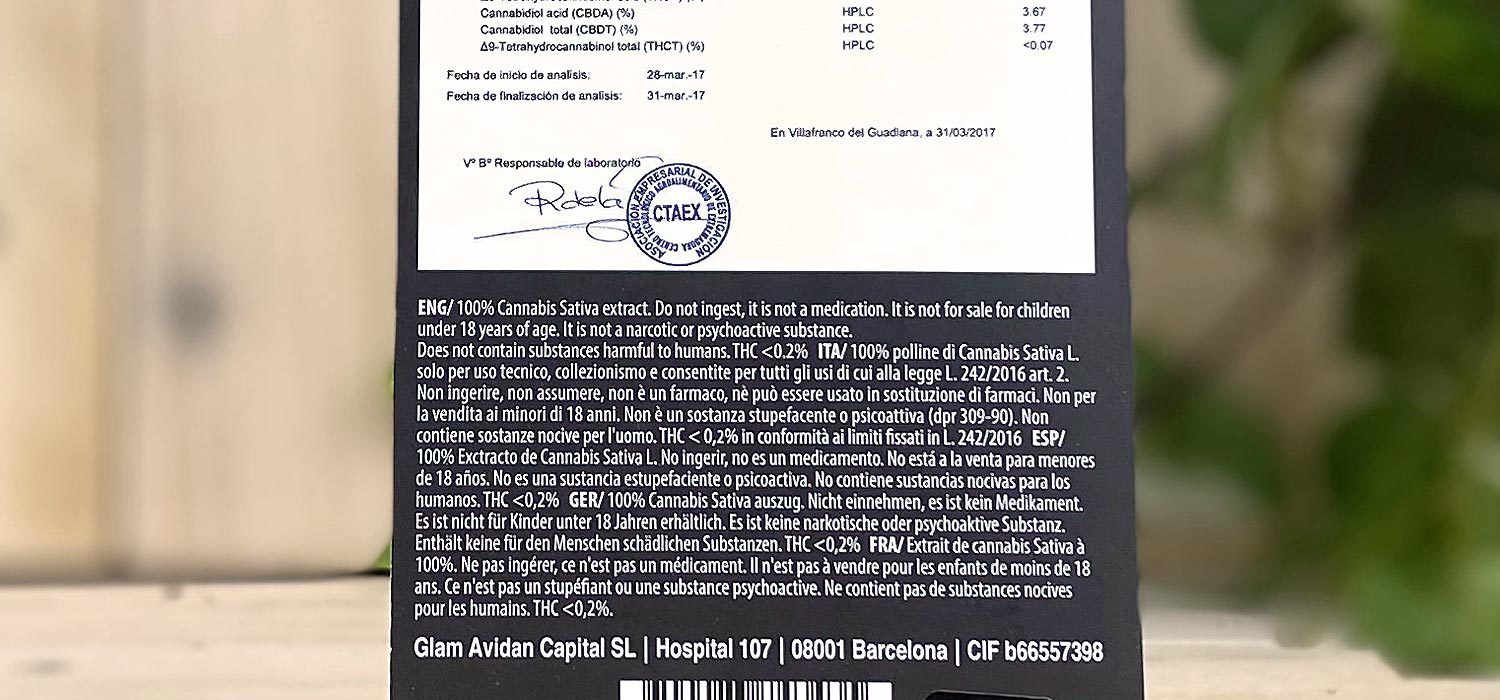 Cannabidiol acid (CBDA) (%) HPLC 3.67
Cannabidiol total (CBDT) (%) HPLC 3.77
Δ9-Tetrahydrocannabinol total (THCT) (%) HPLC <0.07
Fecha de inicio de analisis: 28-mar.-17
Fecha de finalización de analisis: 31-mar.-17
En Villafranco del Guadiana, a 31/03/2017
Vº Bº Responsable de laboratorio
ASOCIACIÓN EMPRESARIAL DE INVESTIGACIÓN
CENTRO TECNOLÓGICO AGROALIMENTARIO DE EXTREMADURA
CTAEX
ENG/ 100% Cannabis Sativa extract. Do not ingest, it is not a medication. It is not for sale for children
under 18 years of age. It is not a narcotic or psychoactive substance.
Does not contain substances harmful to humans. THC <0.2% ITA/ 100% polline di Cannabis Sativa L.
solo per uso tecnico, collezionismo e consentite per tutti gli usi di cui alla legge L. 242/2016 art. 2.
Non ingerire, non assumere, non è un farmaco, nè può essere usato in sostituzione di farmaci. Non per
la vendita ai minori di 18 anni. Non è un sostanza stupefacente o psicoattiva (dpr 309-90). Non
contiene sostanze nocive per l'uomo. THC < 0,2% in conformità ai limiti fissati in L. 242/2016 ESP/
100% Exctracto de Cannabis Sativa L. No ingerir, no es un medicamento. No está a la venta para menores
de 18 años. No es una sustancia estupefaciente o psicoactiva. No contiene sustancias nocivas para los
humanos. THC <0,2% GER/ 100% Cannabis Sativa auszug. Nicht einnehmen, es ist kein Medikament.
Es ist nicht für Kinder unter 18 Jahren erhältlich. Es ist keine narkotische oder psychoaktive Substanz.
Enthält keine für den Menschen schädlichen Substanzen. THC <0,2% FRA/ Extrait de cannabis Sativa à
100%. Ne pas ingérer, ce n'est pas un médicament. Il n'est pas à vendre pour les enfants de moins de 18
ans. Ce n'est pas un stupéfiant ou une substance psychoactive. Ne contient pas de substances nocives
pour les humains. THC <0,2%.
Glam Avidan Capital SL | Hospital 107 | 08001 Barcelona | CIF b66557398